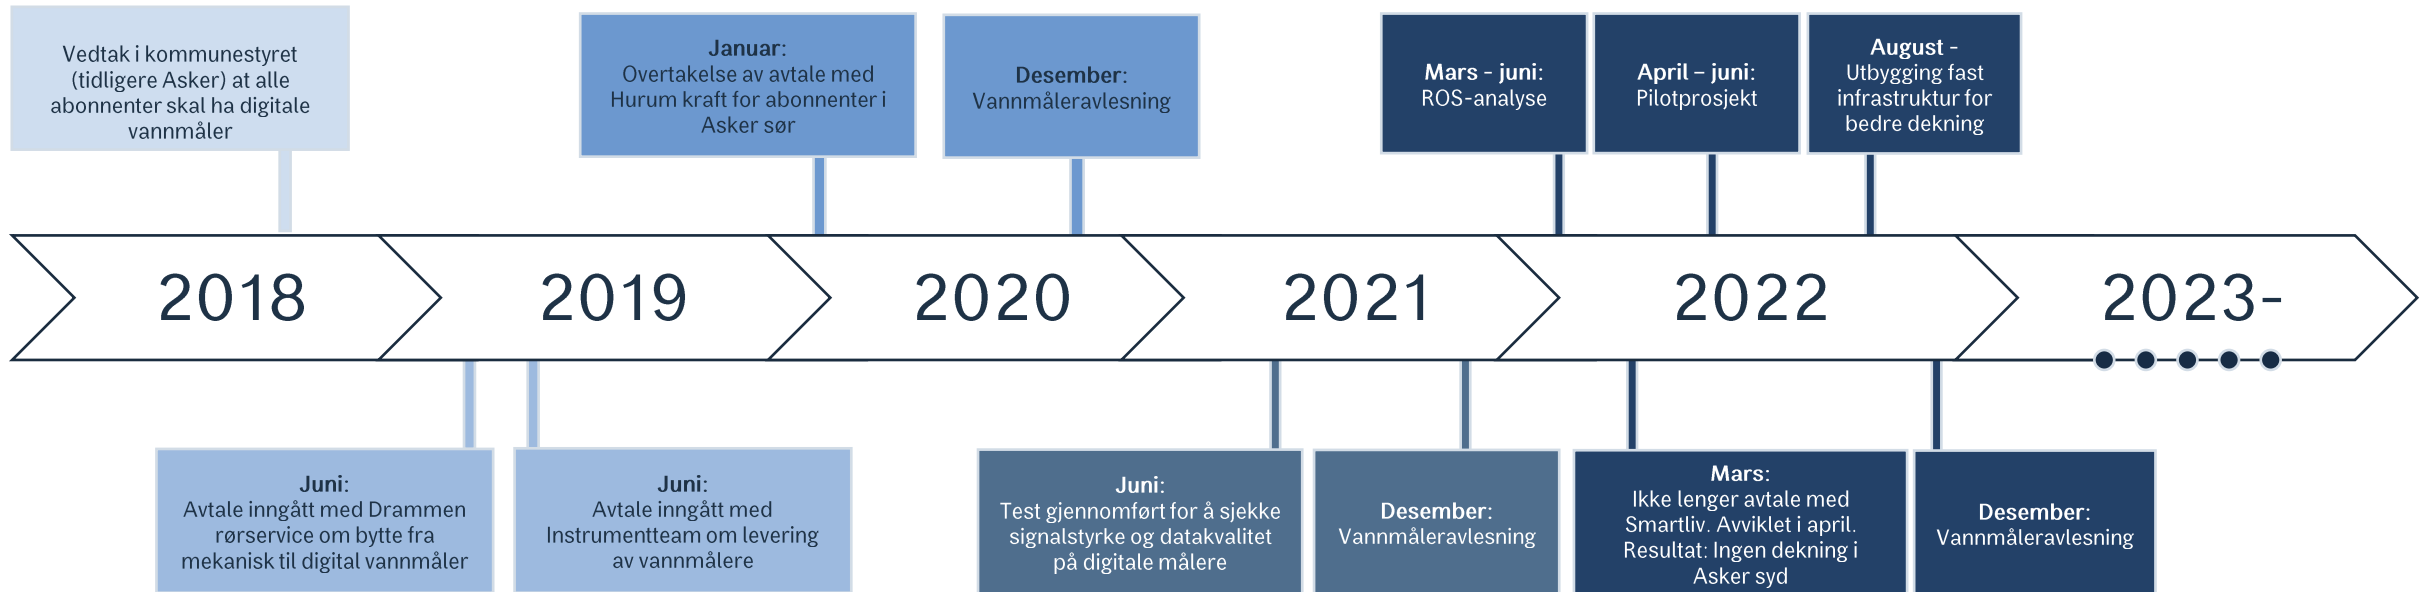 Vedtak i kommunestyret
(tidligere Asker) at alle
abonnenter skal ha digitale
vannmåler
Januar:
Overtakelse av avtale med
Hurum kraft for abonnenter i
Asker sør
Desember:
Vannmåleravlesning
Mars - juni:
ROS-analyse
April – juni:
Pilotprosjekt
August -
Utbygging fast
infrastruktur for
bedre dekning
2018
2019
2020
2021
2022
2023-
Juni:
Avtale inngått med Drammen
rørservice om bytte fra
mekanisk til digital vannmåler
Juni:
Avtale inngått med
Instrumentteam om levering
av vannmålere
Juni:
Test gjennomført for å sjekke
signalstyrke og datakvalitet
på digitale målere
Desember:
Vannmåleravlesning
Mars:
Ikke lenger avtale med
Smartliv. Avviklet i april.
Resultat: Ingen dekning i
Asker syd
Desember:
Vannmåleravlesning